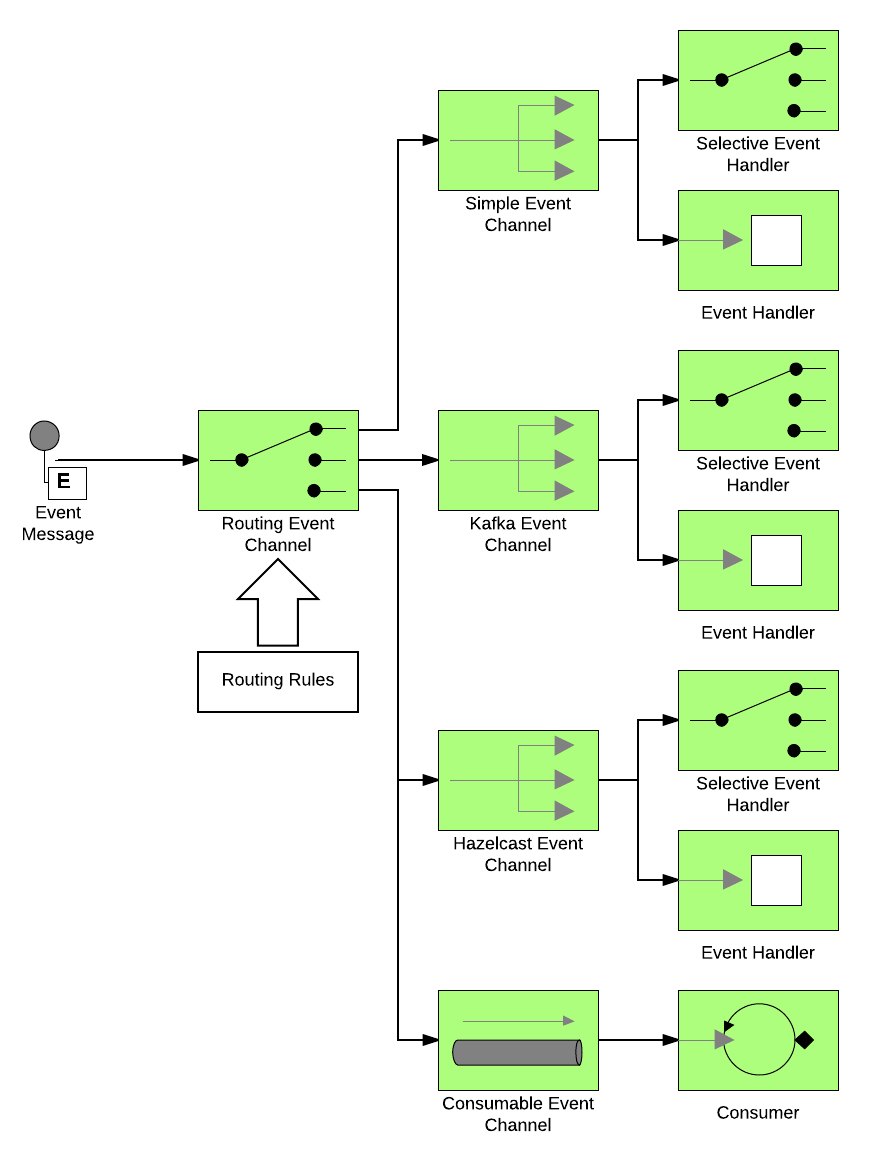 Selective Event
Handler
Simple Event
Channel
Event Handler
Selective Event
Handler
E
Event
Message
Routing Event
Channel
Kafka Event
Channel
Routing Rules
Event Handler
Selective Event
Handler
Hazelcast Event
Channel
Event Handler
Consumable Event
Channel
Consumer